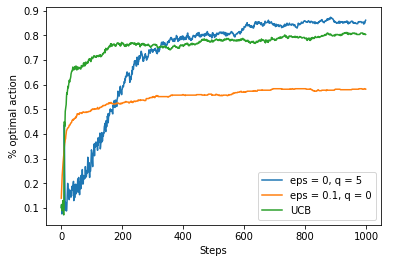 0.9
0.8
0.7
0.6
0.5
0.4
0.3
0.2
0.1
% optimal action
0 200 400 600 800 1000
Steps
eps = 0, q = 5
eps = 0.1, q = 0
UCB